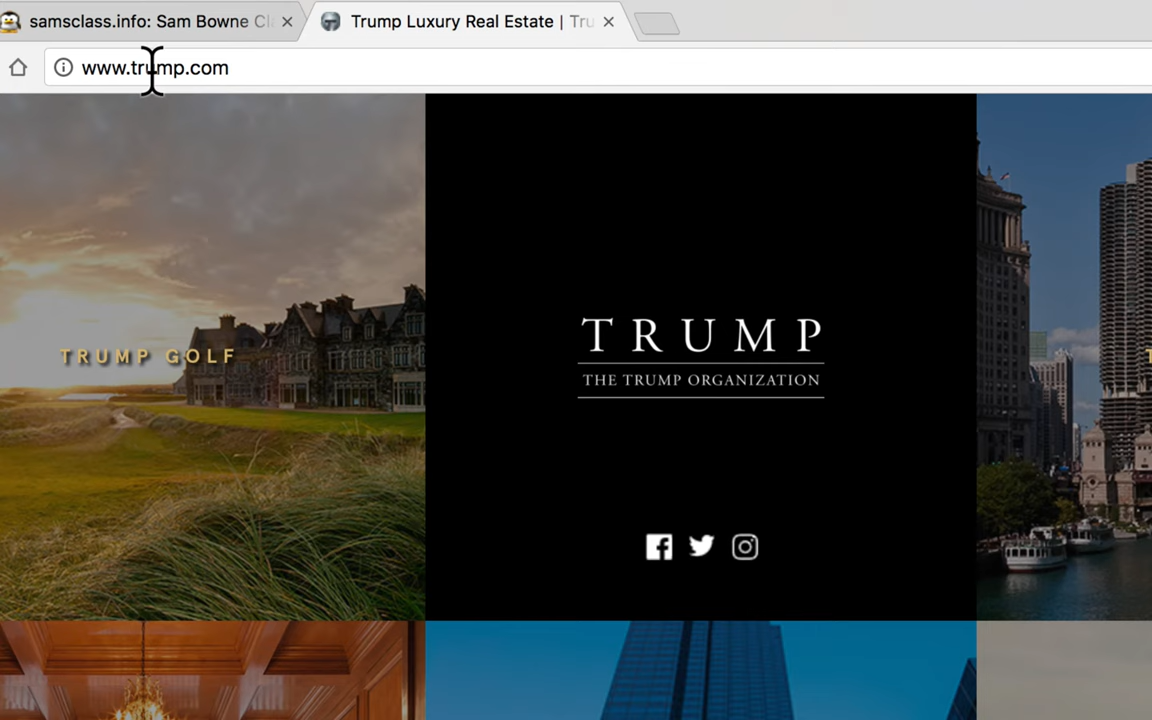 samsclass.info: Sam Bowne Cl
Trump Luxury Real Estate | Tru
www.trump.com
TRUMP GOLF
TRUMP
THE TRUMP ORGANIZATION
T